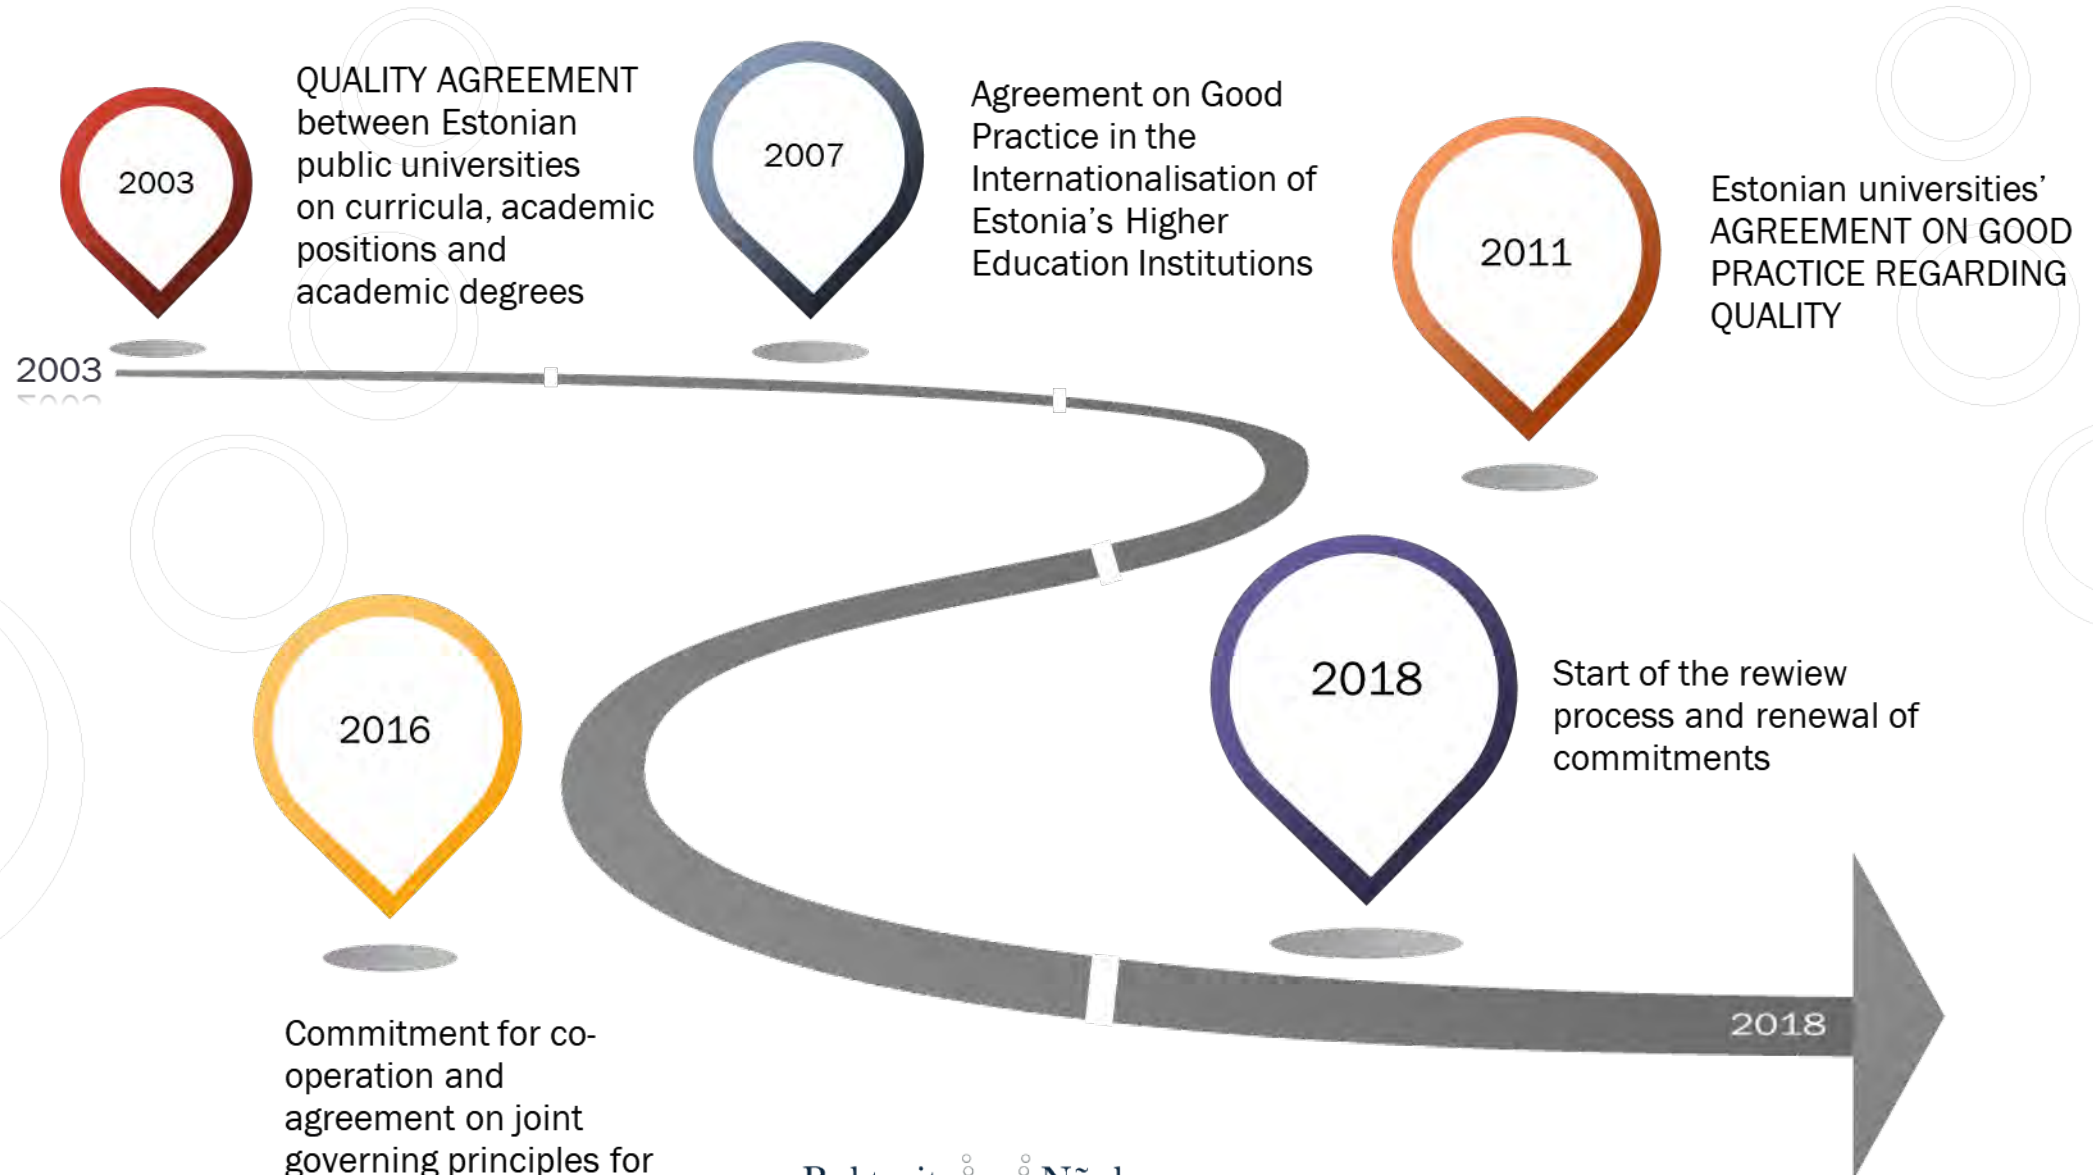 2003
QUALITY AGREEMENT
between Estonian
public universities
on curricula, academic
positions and
academic degrees
2007
Agreement on Good
Practice in the
Internationalisation of
Estonia’s Higher
Education Institutions
2011
Estonian universities’
AGREEMENT ON GOOD
PRACTICE REGARDING
QUALITY
2003
2016
Commitment for co-
operation and
agreement on joint
governing principles for
2018
Start of the rewiew
process and renewal of
commitments
2018